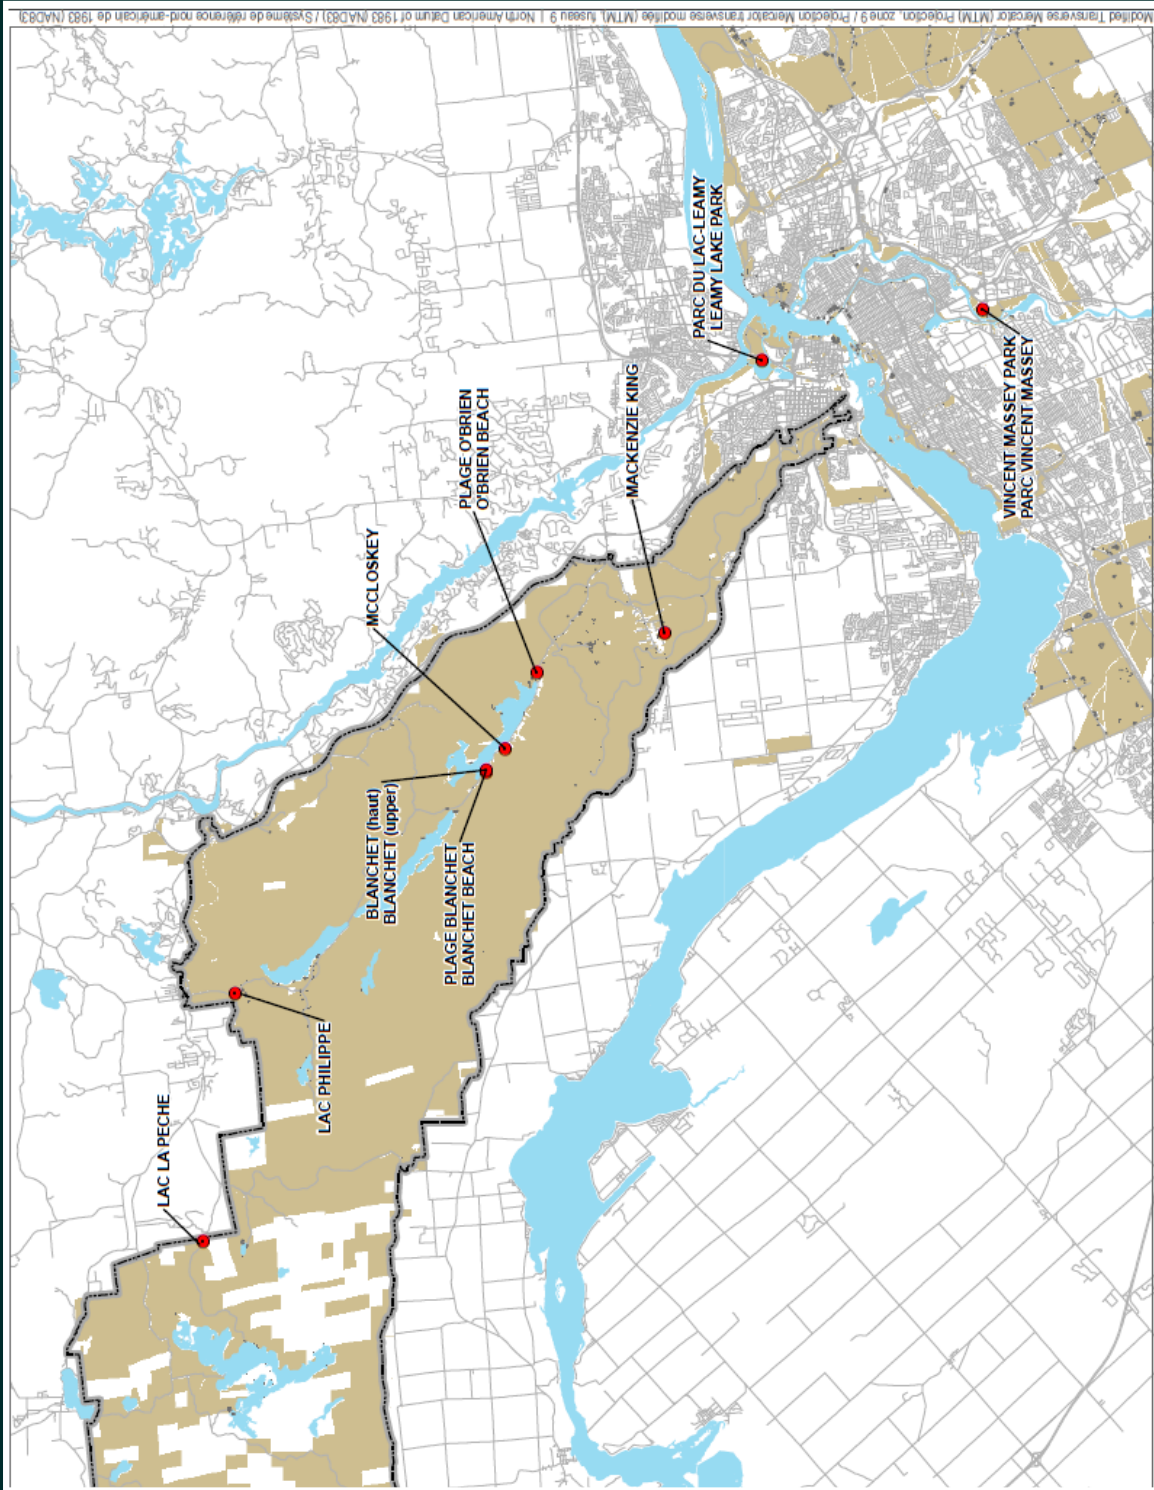 Modified Transverse Mercator (MTM) Projection, zone 9 / Projection Mercator transverse modifiée (MTM), fuseau 9 | North American Datum of 1983 (NAD83) / Système de référence nord-américain de 1983 (NAD83)
LAC LA PECHE
LAC PHILIPPE
BLANCHET (haut)
BLANCHET (upper)
PLAGE BLANCHET
BLANCHET BEACH
MCCLOSKEY
PLAGE O'BRIEN
O'BRIEN BEACH
MACKENZIE KING
PARC DU LAC-LEAMY
LEAMY LAKE PARK
VINCENT MASSEY PARK
PARC VINCENT MASSEY